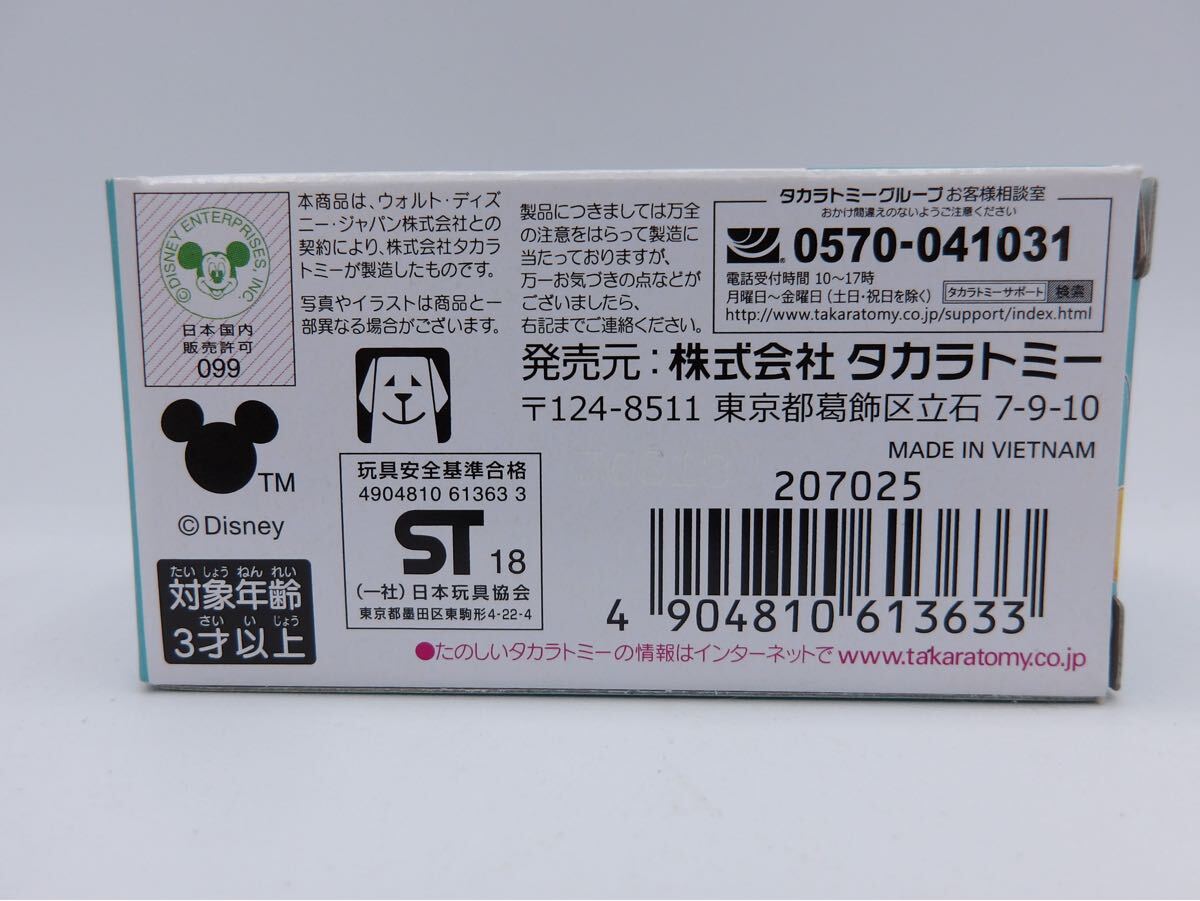 ©DISNEY ENTERPRISES, INC.
日本国内
販売許可
099
本商品は、ウォルト・ディズ
ニー・ジャパン株式会社との
契約により、株式会社タカラ
トミーが製造したものです。
写真やイラストは商品と一
部異なる場合がございます。
製品につきましては万全
の注意をはらって製造に
当たっておりますが、
万一お気づきの点などが
ございましたら、
右記までご連絡ください。
タカラトミーグループ お客様相談室
おかけ間違えのないようご注意ください
0570-041031
電話受付時間 10〜17時
月曜日〜金曜日(土日・祝日を除く) タカラトミーサポート 検索
http://www.takaratomy.co.jp/support/index.html
発売元:株式会社 タカラトミー
〒124-8511 東京都葛飾区立石 7-9-10
MADE IN VIETNAM
TM
©Disney
たいしょうねんれい
対象年齢
さい い じょう
3才以上
玩具安全基準合格
4904810 61363 3
ST 18
(一社)日本玩具協会
東京都墨田区東駒形4-22-4
207025
4 904810 613633
●たのしいタカラトミーの情報はインターネットで www.takaratomy.co.jp